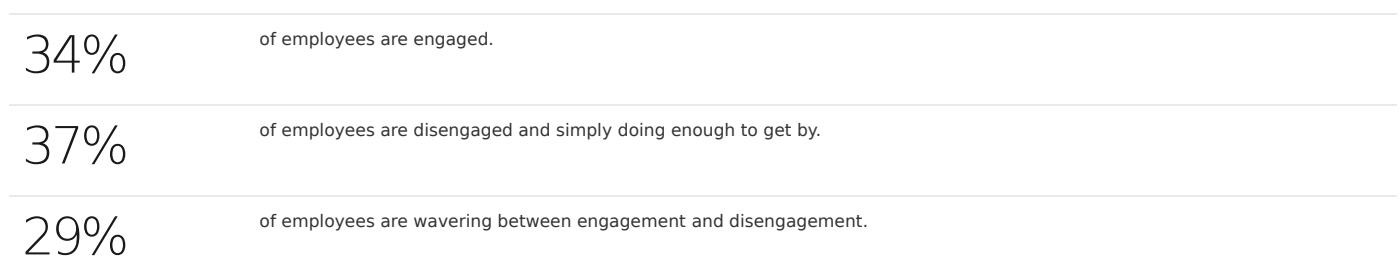 34% of employees are engaged.
37% of employees are disengaged and simply doing enough to get by.
29% of employees are wavering between engagement and disengagement.